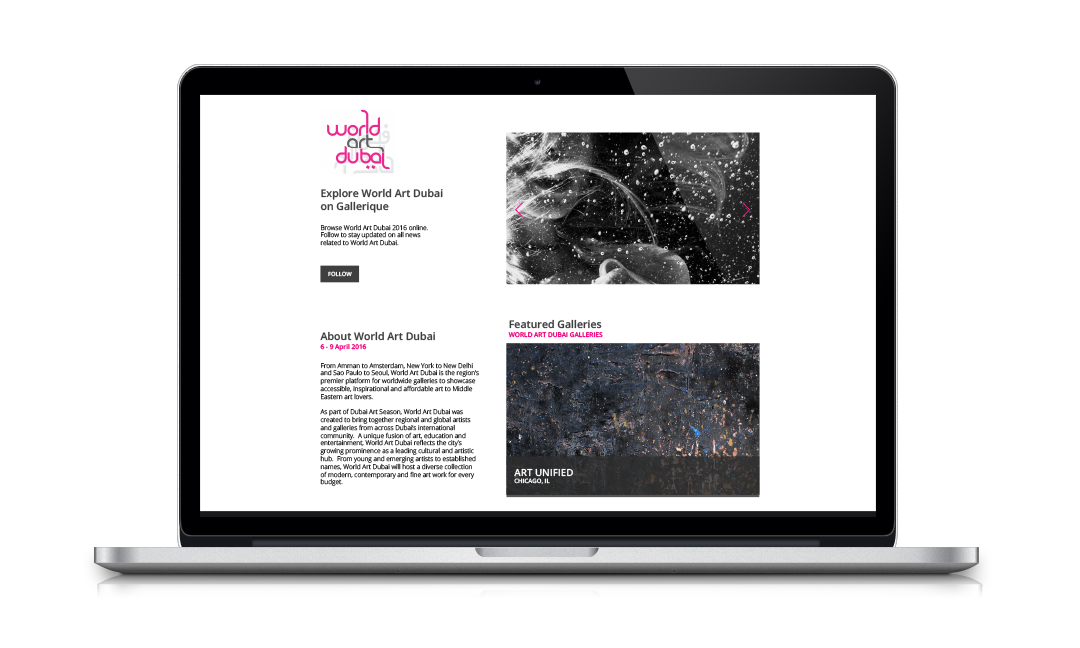 world
art
dubai
Explore World Art Dubai
on Gallerique
Browse World Art Dubai 2016 online.
Follow to stay updated on all news
related to World Art Dubai.
FOLLOW
About World Art Dubai
6 - 9 April 2016
From Amman to Amsterdam, New York to New Delhi
and Sao Paulo to Seoul, World Art Dubai is the region's
premier platform for worldwide galleries to showcase
accessible, inspirational and affordable art to Middle
Eastern art lovers.
As part of Dubai Art Season, World Art Dubai was
created to bring together regional and global artists
and galleries from across Dubai's international
community. A unique fusion of art, education and
entertainment, World Art Dubai reflects the city's
growing prominence as a leading cultural and artistic
hub. From young and emerging artists to established
names, World Art Dubai will host a diverse collection
of modern, contemporary and fine art work for every
budget.
Featured Galleries
WORLD ART DUBAI GALLERIES
ART UNIFIED
CHICAGO, IL